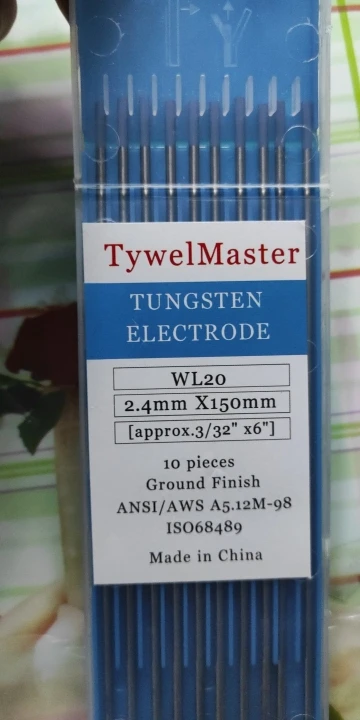 TywelMaster
TUNGSTEN
ELECTRODE
WL20
2.4mm X150mm
[approx.3/32" x6"]
10 pieces
Ground Finish
ANSI/AWS A5.12M-98
ISO68489
Made in China